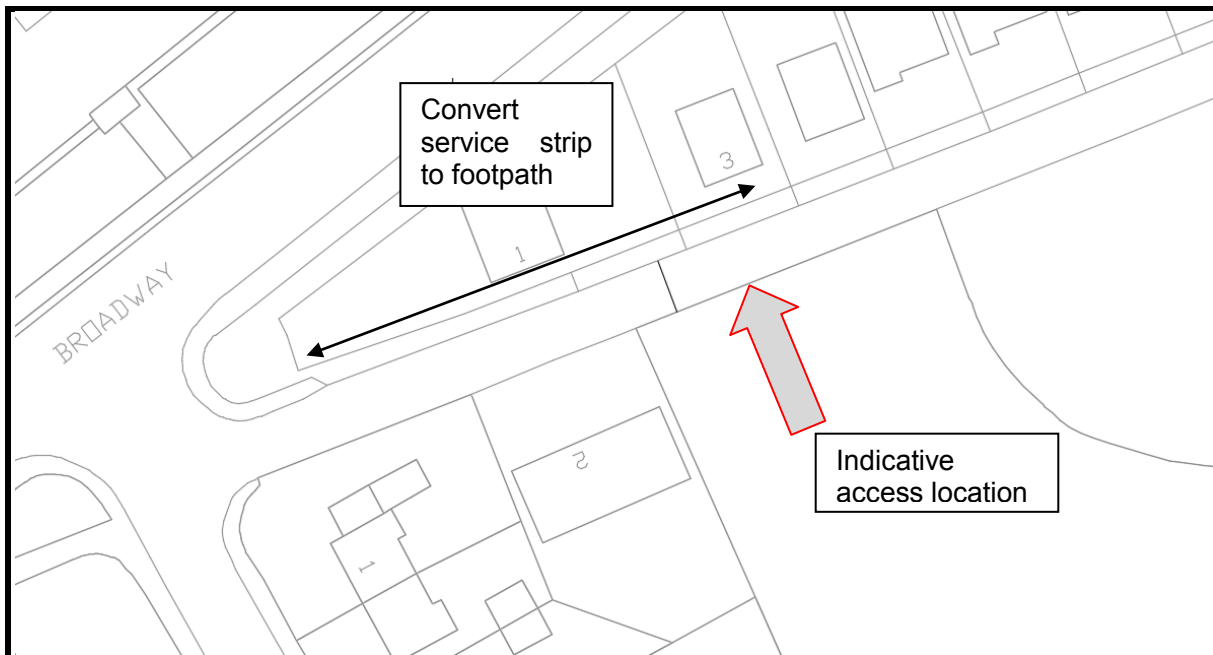 Convert
service strip
to footpath
3
1
BROADWAY
2
Indicative
access location
1